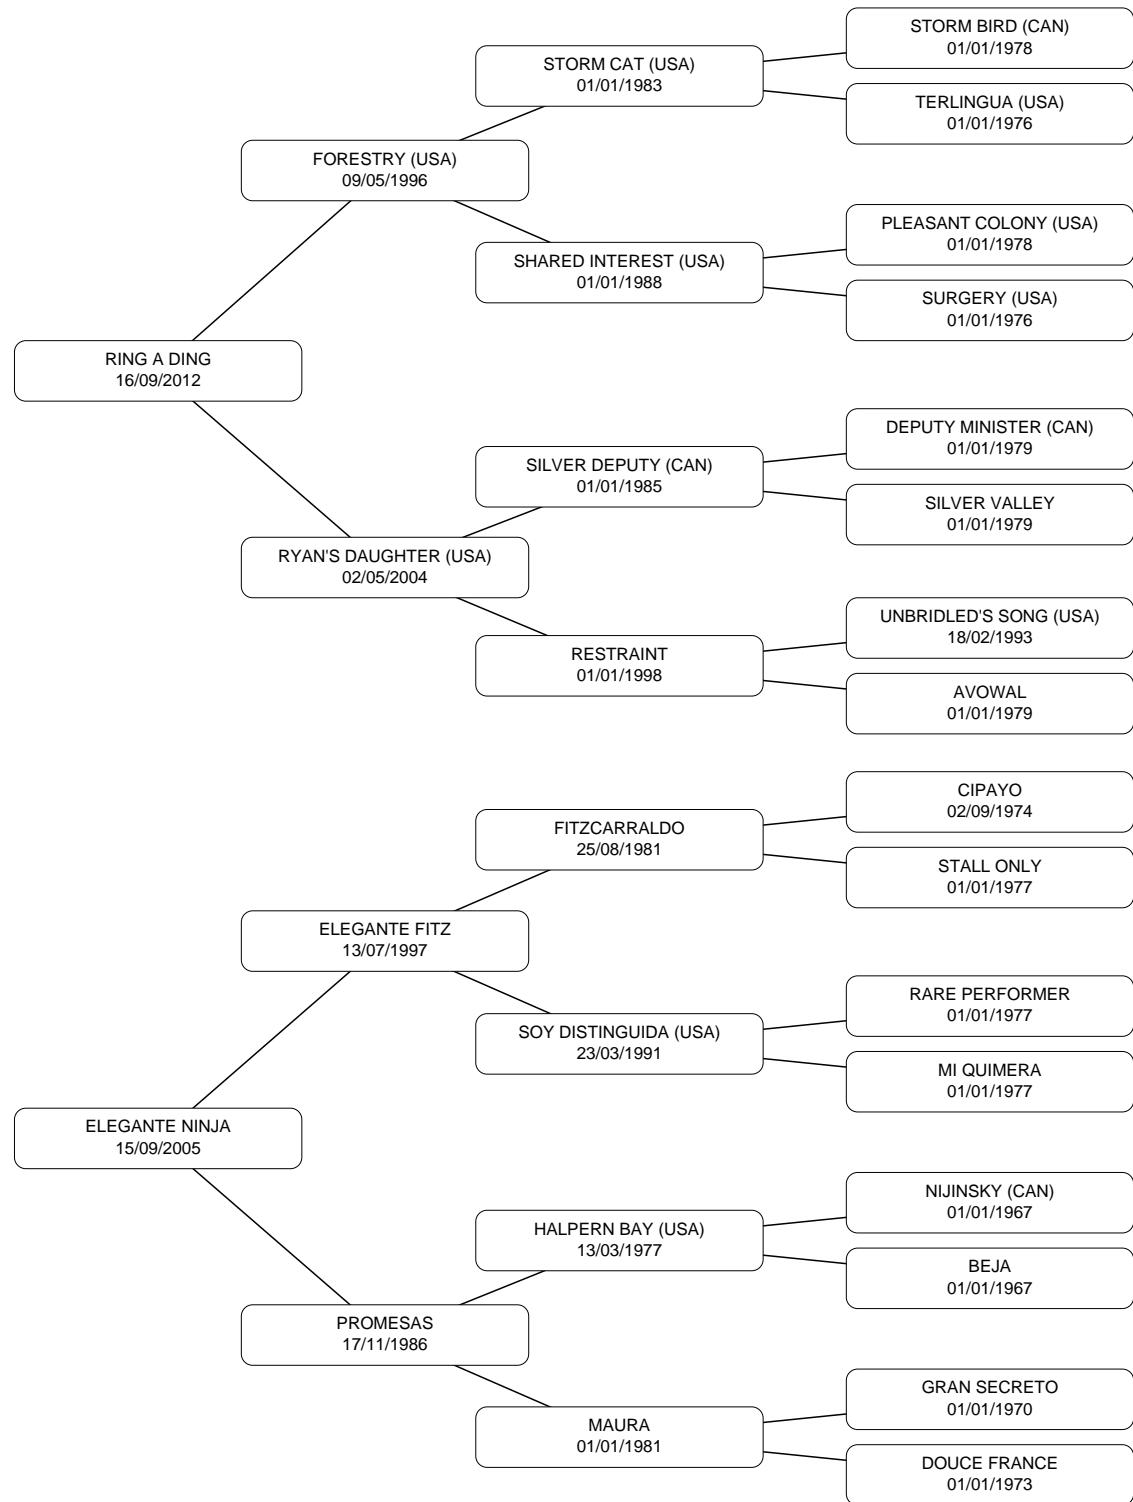 STORM BIRD (CAN)
01/01/1978
STORM CAT (USA)
01/01/1983
TERLINGUA (USA)
01/01/1976
FORESTRY (USA)
09/05/1996
PLEASANT COLONY (USA)
01/01/1978
SHARED INTEREST (USA)
01/01/1988
SURGERY (USA)
01/01/1976
RING A DING
16/09/2012
DEPUTY MINISTER (CAN)
01/01/1979
SILVER DEPUTY (CAN)
01/01/1985
SILVER VALLEY
01/01/1979
RYAN'S DAUGHTER (USA)
02/05/2004
UNBRIDLED'S SONG (USA)
18/02/1993
RESTRAINT
01/01/1998
AVOWAL
01/01/1979
CIPAYO
02/09/1974
FITZCARRALDO
25/08/1981
STALL ONLY
01/01/1977
ELEGANTE FITZ
13/07/1997
RARE PERFORMER
01/01/1977
SOY DISTINGUIDA (USA)
23/03/1991
MI QUIMERA
01/01/1977
ELEGANTE NINJA
15/09/2005
NIJINSKY (CAN)
01/01/1967
HALPERN BAY (USA)
13/03/1977
BEJA
01/01/1967
PROMESAS
17/11/1986
GRAN SECRETO
01/01/1970
MAURA
01/01/1981
DOUCE FRANCE
01/01/1973